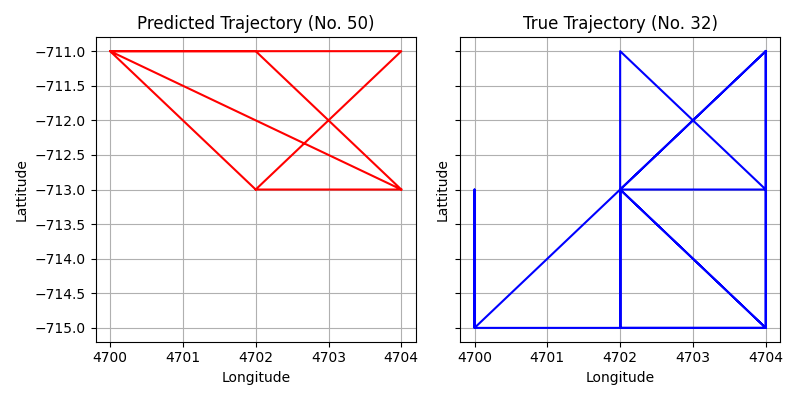 Predicted Trajectory (No. 50)
Lattitude
−711.0
−711.5
−712.0
−712.5
−713.0
−713.5
−714.0
−714.5
−715.0
4700 4701 4702 4703 4704
Longitude
True Trajectory (No. 32)
Lattitude
4700 4701 4702 4703 4704
Longitude